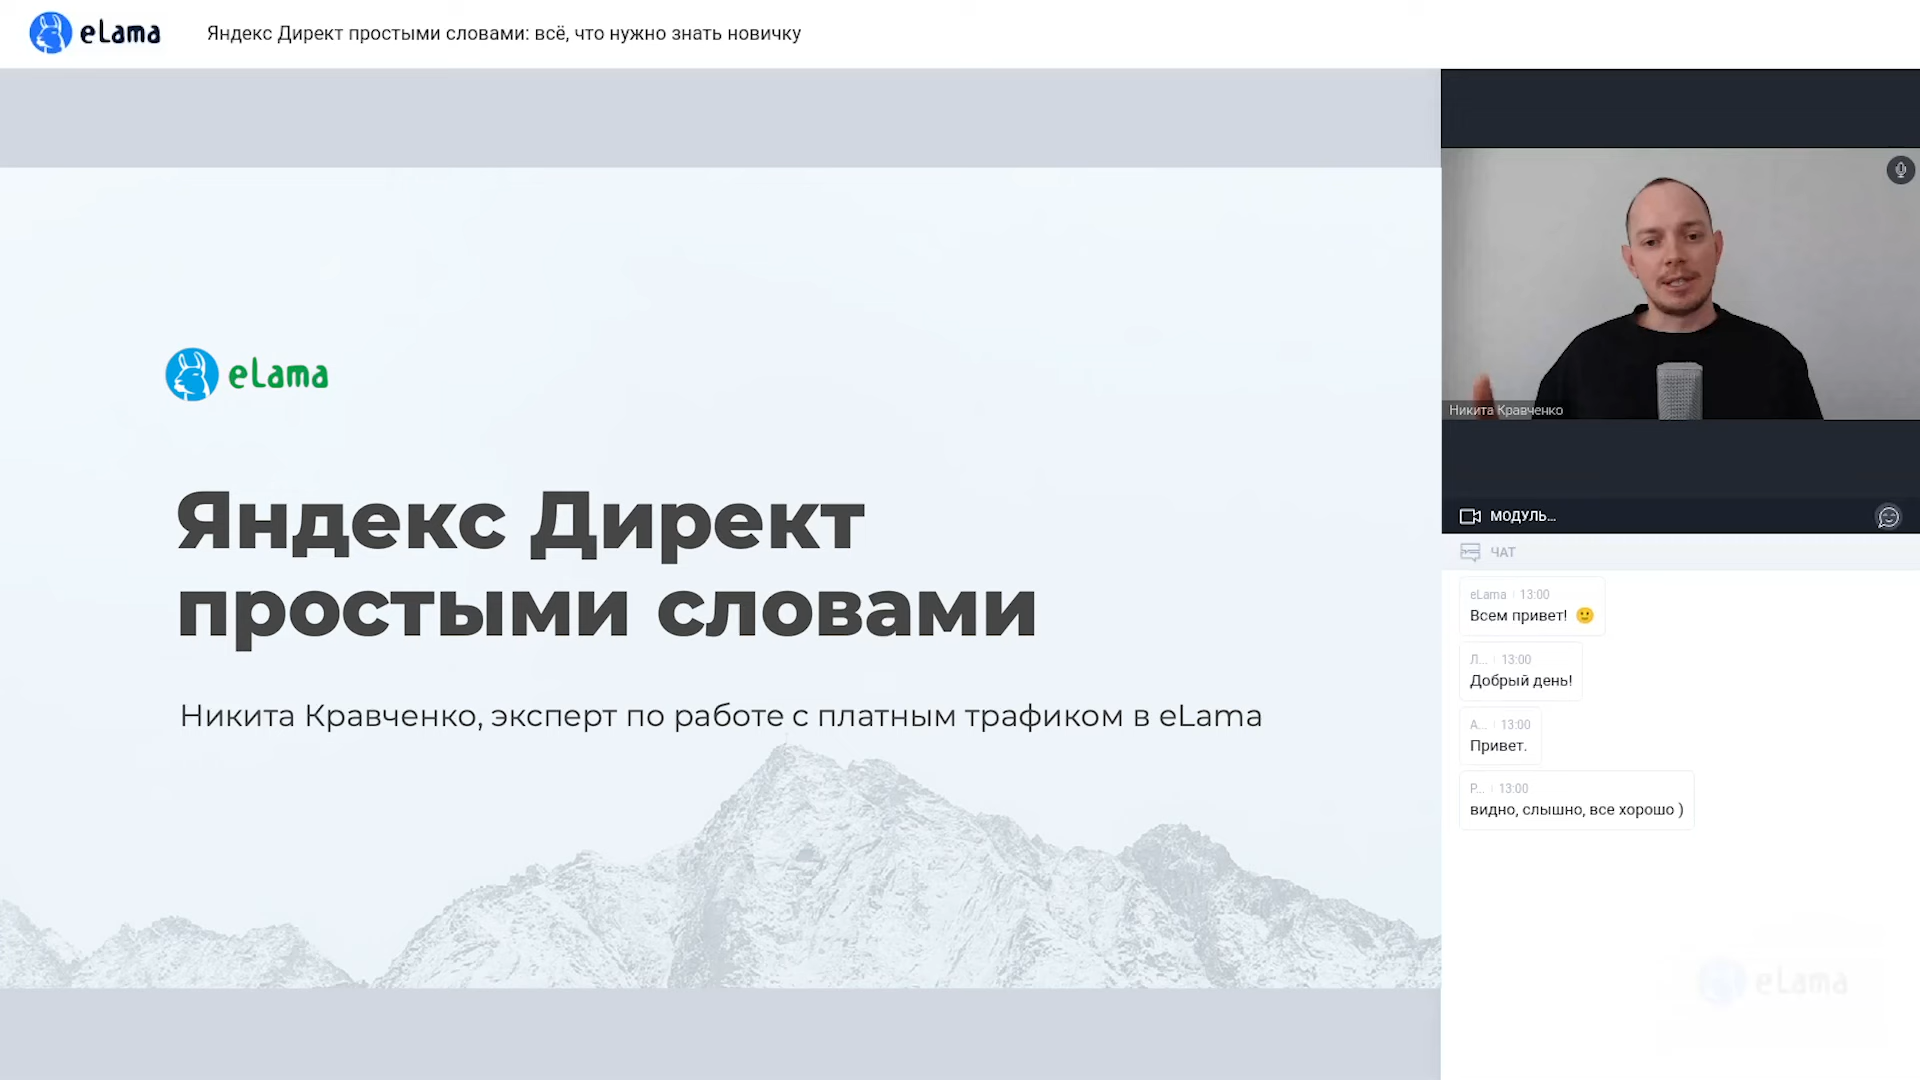 eLama
Яндекс Директ простыми словами: всё, что нужно знать новичку
eLama
Яндекс Директ
простыми словами
Никита Кравченко, эксперт по работе с платным трафиком в eLama
Никита Кравченко
МОДУЛЬ...
ЧАТ
eLama 13:00
Всем привет! 🙂
Л... 13:00
Добрый день!
А... 13:00
Привет.
Р... 13:00
видно, слышно, все хорошо )
eLama